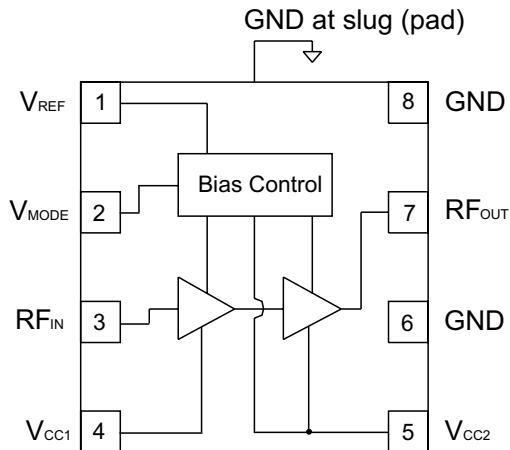 GND at slug (pad)
VREF 1
8 GND
Bias Control
VMODE 2
7 RFOUT
RFIN 3
6 GND
VCC1 4
5 VCC2